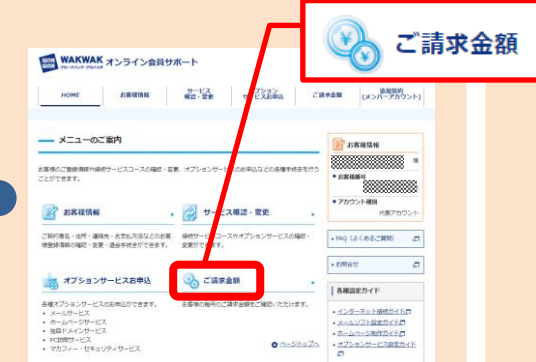 ご請求金額
WAKWAK オンライン会員サポート
HOME
お客様情報
サービス
確認・変更
オプション
サービスお申込
ご請求金額
追加契約
(メンバーアカウント)
メニューのご案内
お客様のご登録情報や接続サービスコースの確認・変更、オプションサービスのお申込などの各種手続きを行う
ことができます。
お客様情報
サービス確認・変更
ご契約者名・住所・連絡先・お支払方法などのお客
様登録情報の確認・変更・退会手続きができます。
接続サービスコースやオプションサービスの確認・
変更ができます。
オプションサービスお申込
ご請求金額
各種オプションサービスのお申込ができます。
• メールサービス
• ホームページサービス
• 独自ドメインサービス
• PC訪問サービス
• マカフィー・セキュリティサービス
お客様の毎月のご請求金額をご確認いただけます。
ページトップへ
お客様情報
様
• お客様番号
• アカウント種別
代表アカウント
FAQ（よくあるご質問）
お問合せ
各種設定ガイド
インターネット接続ガイド
メールソフト設定ガイド
ホームページ制作ガイド
オプションサービス設定ガイド